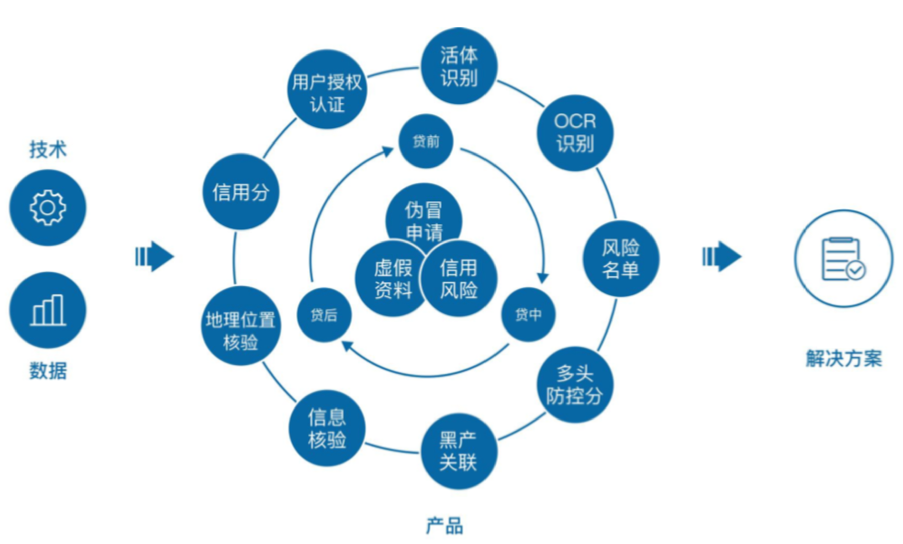 技术
数据
活体
识别
OCR
识别
风险
名单
多头
防控分
黑产
关联
信息
核验
地理位置
核验
信用分
用户授权
认证
贷前
贷中
贷后
伪冒
申请
虚假
资料
信用
风险
产品
解决方案